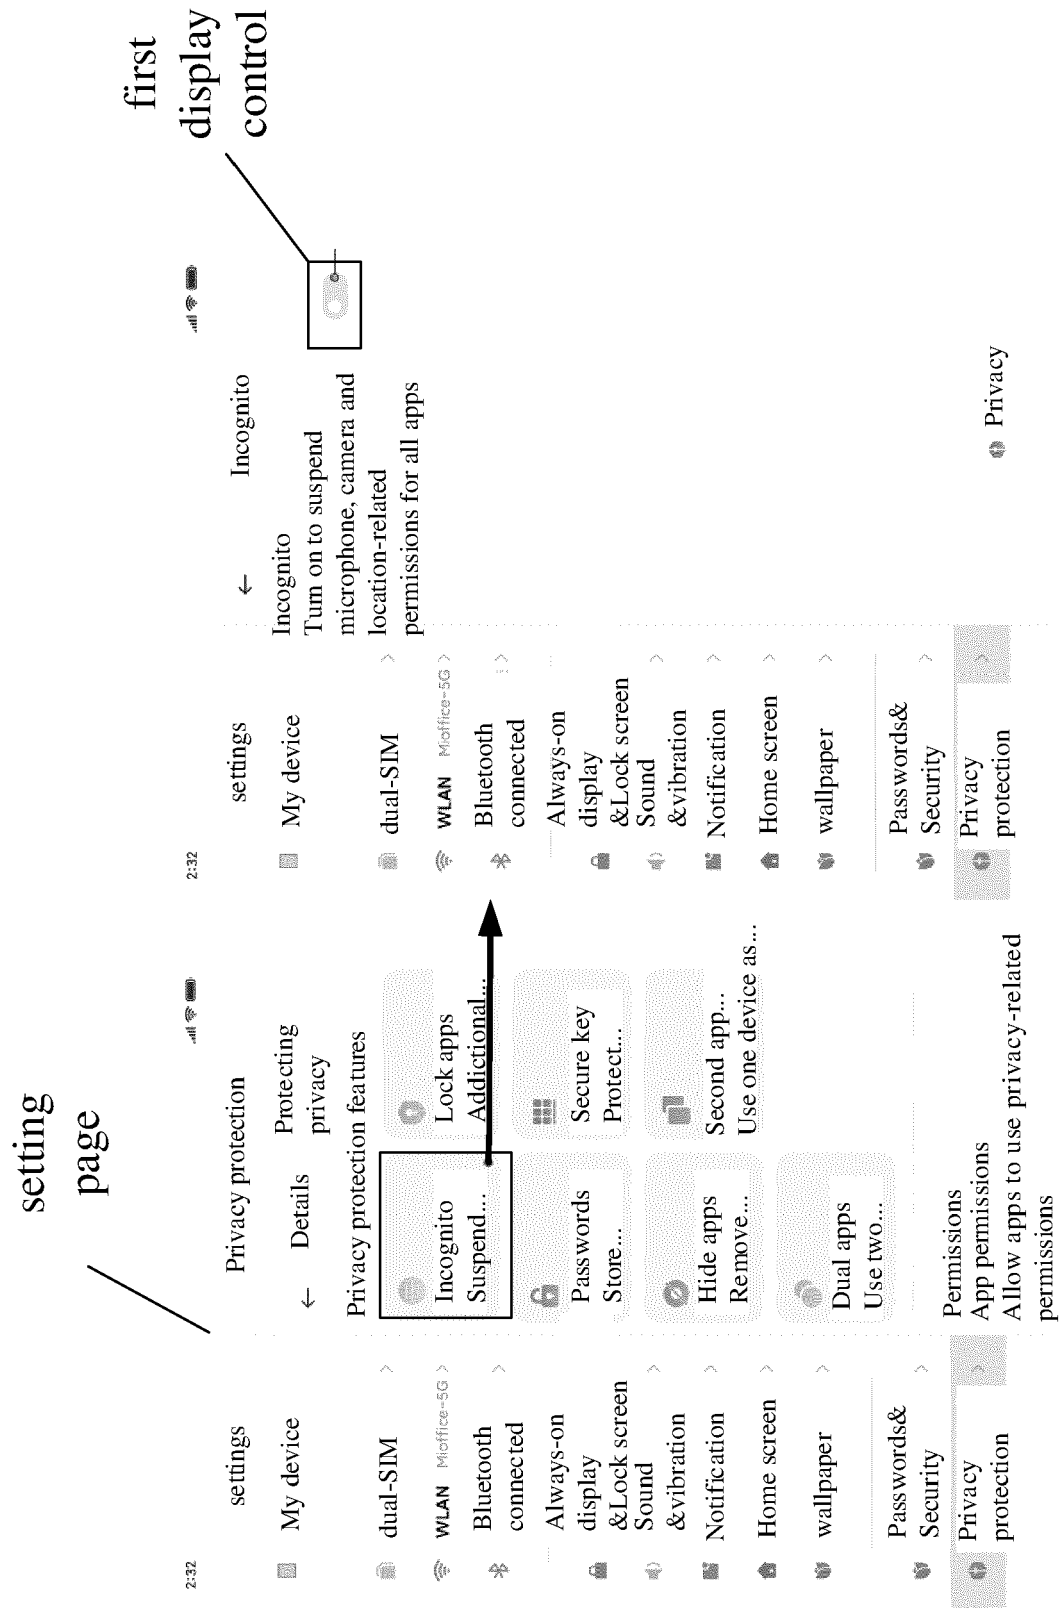 setting
page
2:32
settings
My device
dual-SIM
WLAN Mioffice-5G
Bluetooth
connected
Always-on
display
&Lock screen
Sound
&vibration
Notification
Home screen
wallpaper
Passwords&
Security
Privacy
protection
Privacy protection
← Details
Protecting
privacy
Privacy protection features
Incognito
Suspend...
Lock apps
Addictional...
Passwords
Store...
Secure key
Protect...
Hide apps
Remove...
Second app...
Use one device as...
Dual apps
Use two...
Permissions
App permissions
Allow apps to use privacy-related
permissions
first
display
control
2:32
settings
My device
dual-SIM
WLAN Mioffice-5G
Bluetooth
connected
Always-on
display
&Lock screen
Sound
&vibration
Notification
Home screen
wallpaper
Passwords&
Security
Privacy
protection
← Incognito
Incognito
Turn on to suspend
microphone, camera and
location-related
permissions for all apps
Privacy